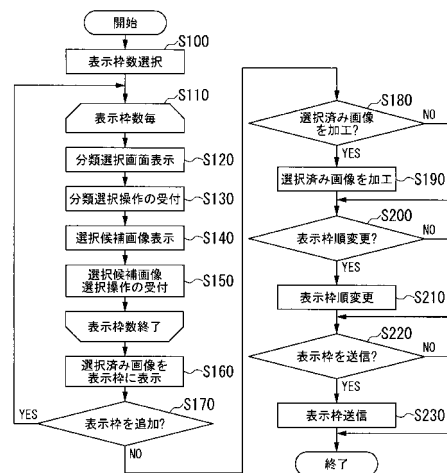 開始
S100
表示枠数選択
S110
表示枠数毎
S120
分類選択画面表示
S130
分類選択操作の受付
S140
選択候補画像表示
S150
選択候補画像
選択操作の受付
表示枠数終了
S160
選択済み画像を
表示枠に表示
S170
YES
表示枠を追加?
NO
S180
選択済み画像
を加工?
NO
YES
S190
選択済み画像を加工
S200
表示枠順変更?
NO
YES
S210
表示枠順変更
S220
表示枠を送信?
NO
YES
S230
表示枠送信
終了